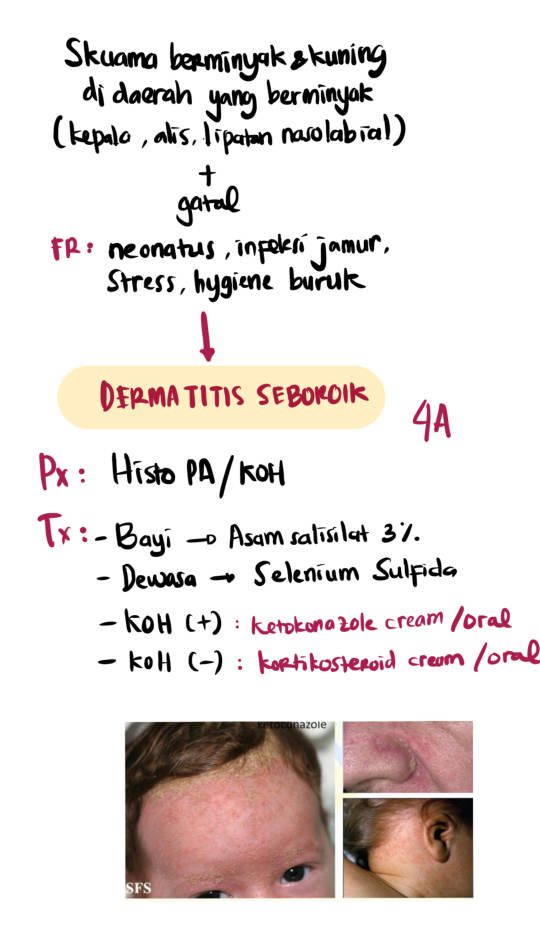 Skuama berminyak & kuning
di daerah yang berminyak
(kepala, alis, lipatan nasolabial)
+
gatal
FR: neonatus, infeksi jamur,
Stress, hygiene buruk
DERMATITIS SEBOROIK
4A
Px: Histo PA/KOH
Tx: - Bayi → Asam salisilat 3%.
- Dewasa → Selenium Sulfida
- KOH (+) : ketokonazole cream /oral
- KOH (-) : kortikosteroid cream /oral
ketoconazole
SFS